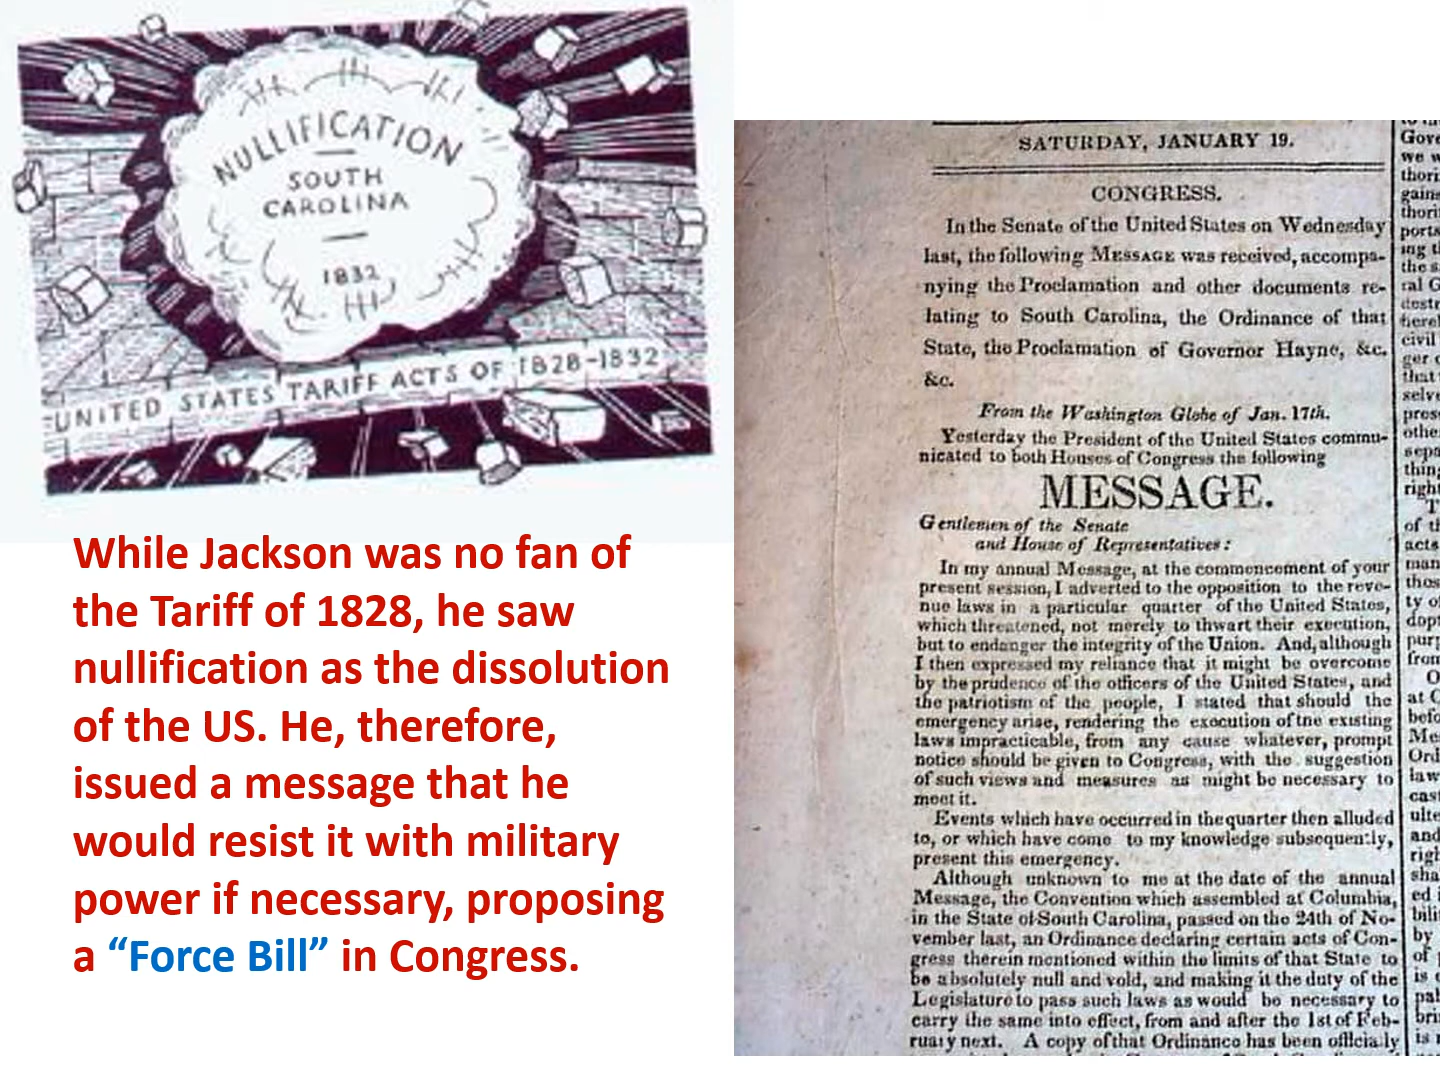 NULLIFICATION
SOUTH
CAROLINA
1832
UNITED STATES TARIFF ACTS OF 1828-1832
While Jackson was no fan of
the Tariff of 1828, he saw
nullification as the dissolution
of the US. He, therefore,
issued a message that he
would resist it with military
power if necessary, proposing
a “Force Bill” in Congress.
SATURDAY, JANUARY 19.
CONGRESS.
In the Senate of the United States on Wednesday
last, the following MESSAGE was received, accompa-
nying the Proclamation and other documents re-
lating to South Carolina, the Ordinance of that
State, the Proclamation of Governor Hayne, &c.
&c.
From the Washington Globe of Jan. 17th.
Yesterday the President of the United States commu-
nicated to both Houses of Congress the following
MESSAGE.
Gentlemen of the Senate
and House of Representatives:
In my annual Message, at the commencement of your
present session, I adverted to the opposition to the reve-
nue laws in a particular quarter of the United States,
which threatened, not merely to thwart their execution,
but to endanger the integrity of the Union. And, although
I then expressed my reliance that it might be overcome
by the prudence of the officers of the United States, and
the patriotism of the people, I stated that should the
emergency arise, rendering the execution of tne existing
laws impracticable, from any cause whatever, prompt
notice should be given to Congress, with the suggestion
of such views and measures as might be necessary to
meet it.
Events which have occurred in the quarter then alluded
to, or which have come to my knowledge subsequently,
present this emergency.
Although unknown to me at the date of the annual
Message, the Convention which assembled at Columbia,
in the State of South Carolina, passed on the 24th of No-
vember last, an Ordinance declaring certain acts of Con-
gress therein mentioned within the limits of that State to
be absolutely null and void, and making it the duty of the
Legislature to pass such laws as would be necessary to
carry the same into effect, from and after the 1st of Feb-
ruary next. A copy of that Ordinance has been officially